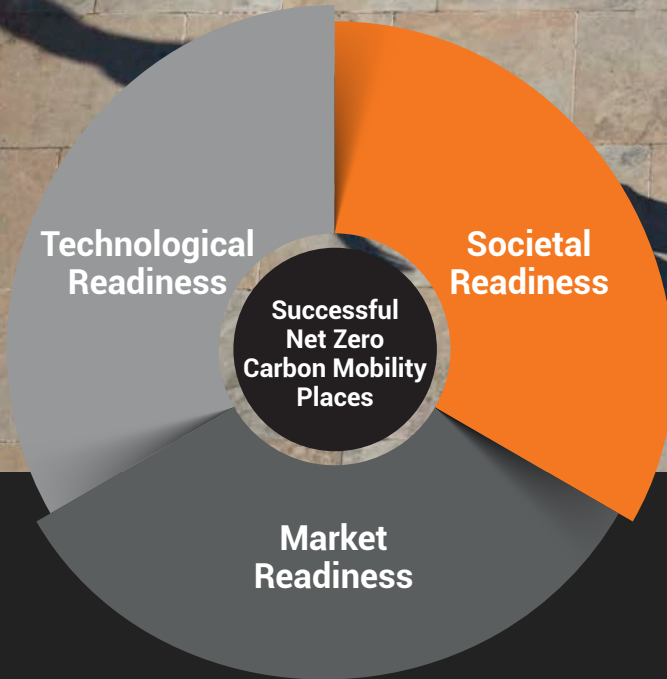 Technological
Readiness
Societal
Readiness
Successful
Net Zero
Carbon Mobility
Places
Market
Readiness